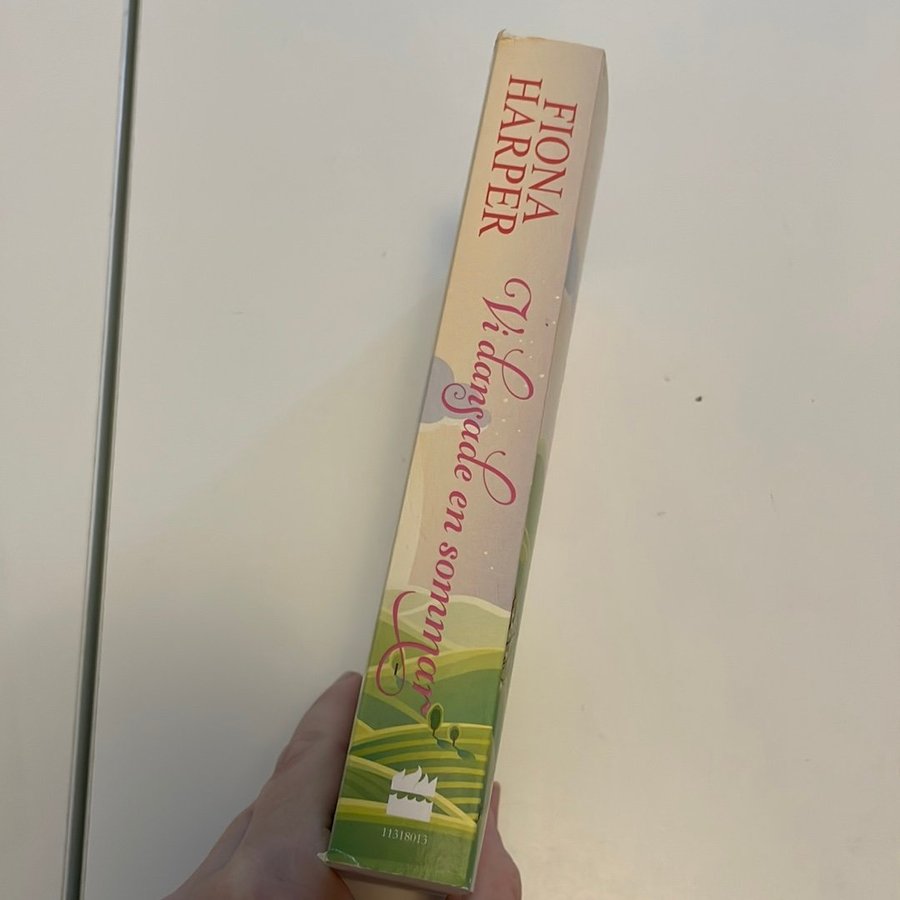 FIONA
HARPER
Vi dansade en sommar
11318013